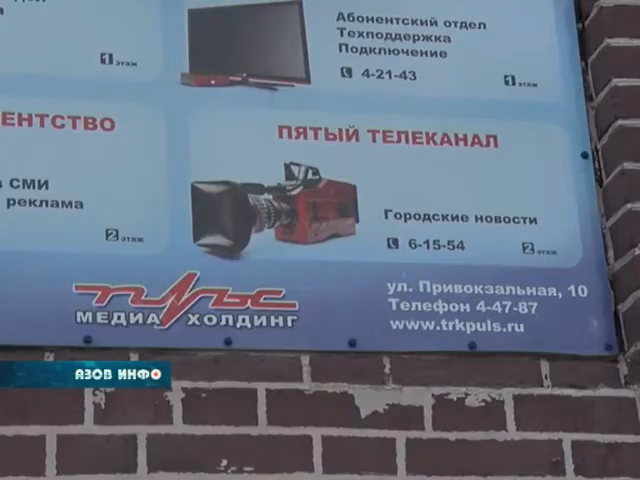 Абонентский отдел
Техподдержка
Подключение
4-21-43
1 этаж
1 этаж
ЕНТСТВО
СМИ
реклама
2 этаж
ПЯТЫЙ ТЕЛЕКАНАЛ
Городские новости
6-15-54
2 этаж
ПУЛЬС
МЕДИА ХОЛДИНГ
ул. Привокзальная, 10
Телефон 4-47-87
www.trkpuls.ru
АЗОВ ИНФО